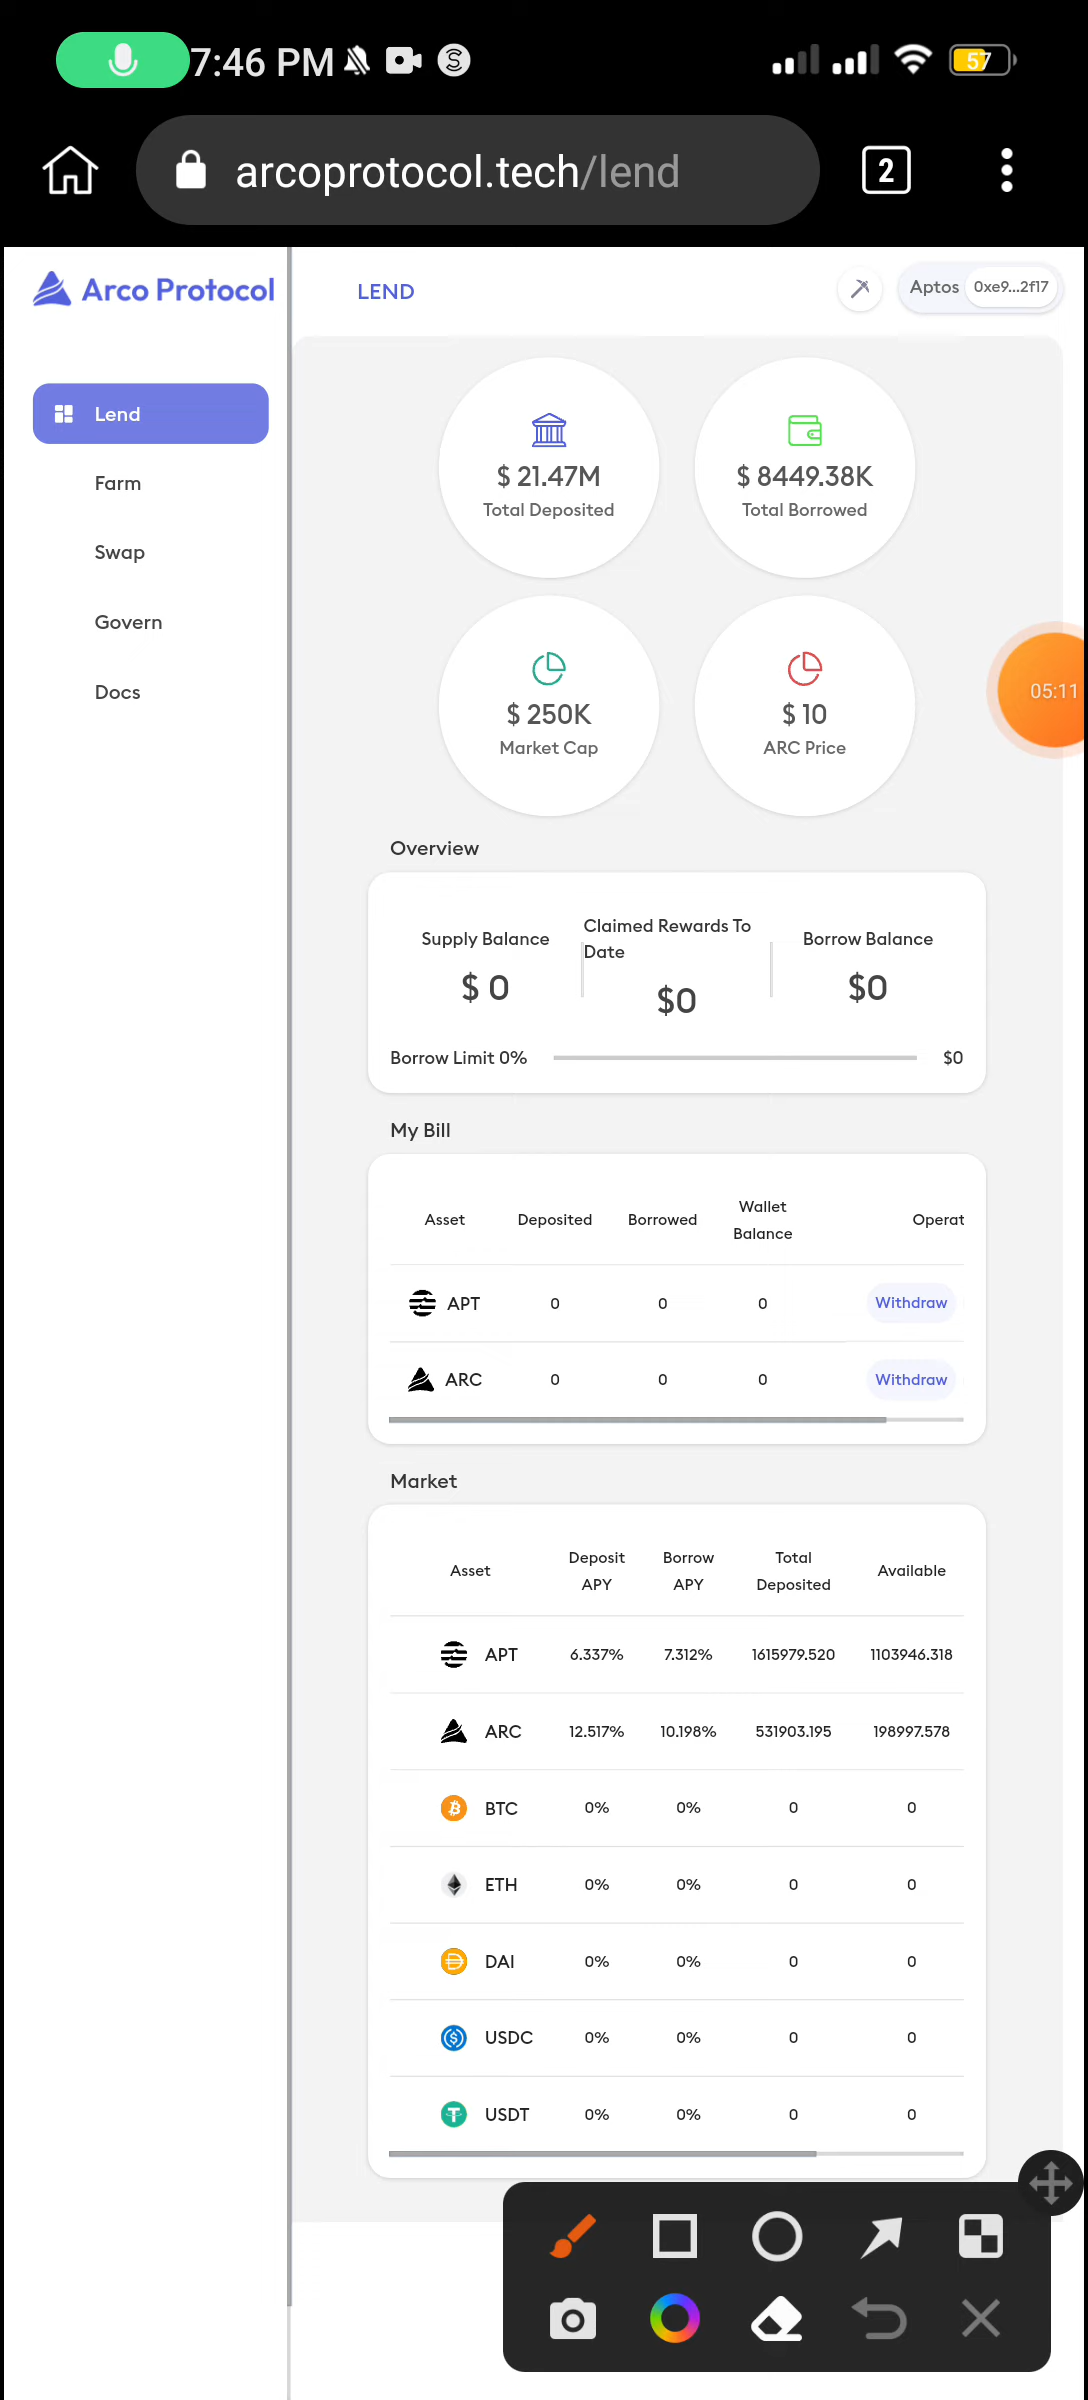 7:46 PM
57
arcoprotocol.tech/lend
2
Arco Protocol
LEND
Aptos 0xe9...2f17
Lend
Farm
Swap
Govern
Docs
$ 21.47M
Total Deposited
$ 8449.38K
Total Borrowed
$ 250K
Market Cap
$ 10
ARC Price
05:11
Overview
Supply Balance
$ 0
Claimed Rewards To
Date
$0
Borrow Balance
$0
Borrow Limit 0%
$0
My Bill
Asset Deposited Borrowed Wallet Balance Operat
APT 0 0 0 Withdraw
ARC 0 0 0 Withdraw
Market
Asset Deposit APY Borrow APY Total Deposited Available
APT 6.337% 7.312% 1615979.520 1103946.318
ARC 12.517% 10.198% 531903.195 198997.578
BTC 0% 0% 0 0
ETH 0% 0% 0 0
DAI 0% 0% 0 0
USDC 0% 0% 0 0
USDT 0% 0% 0 0